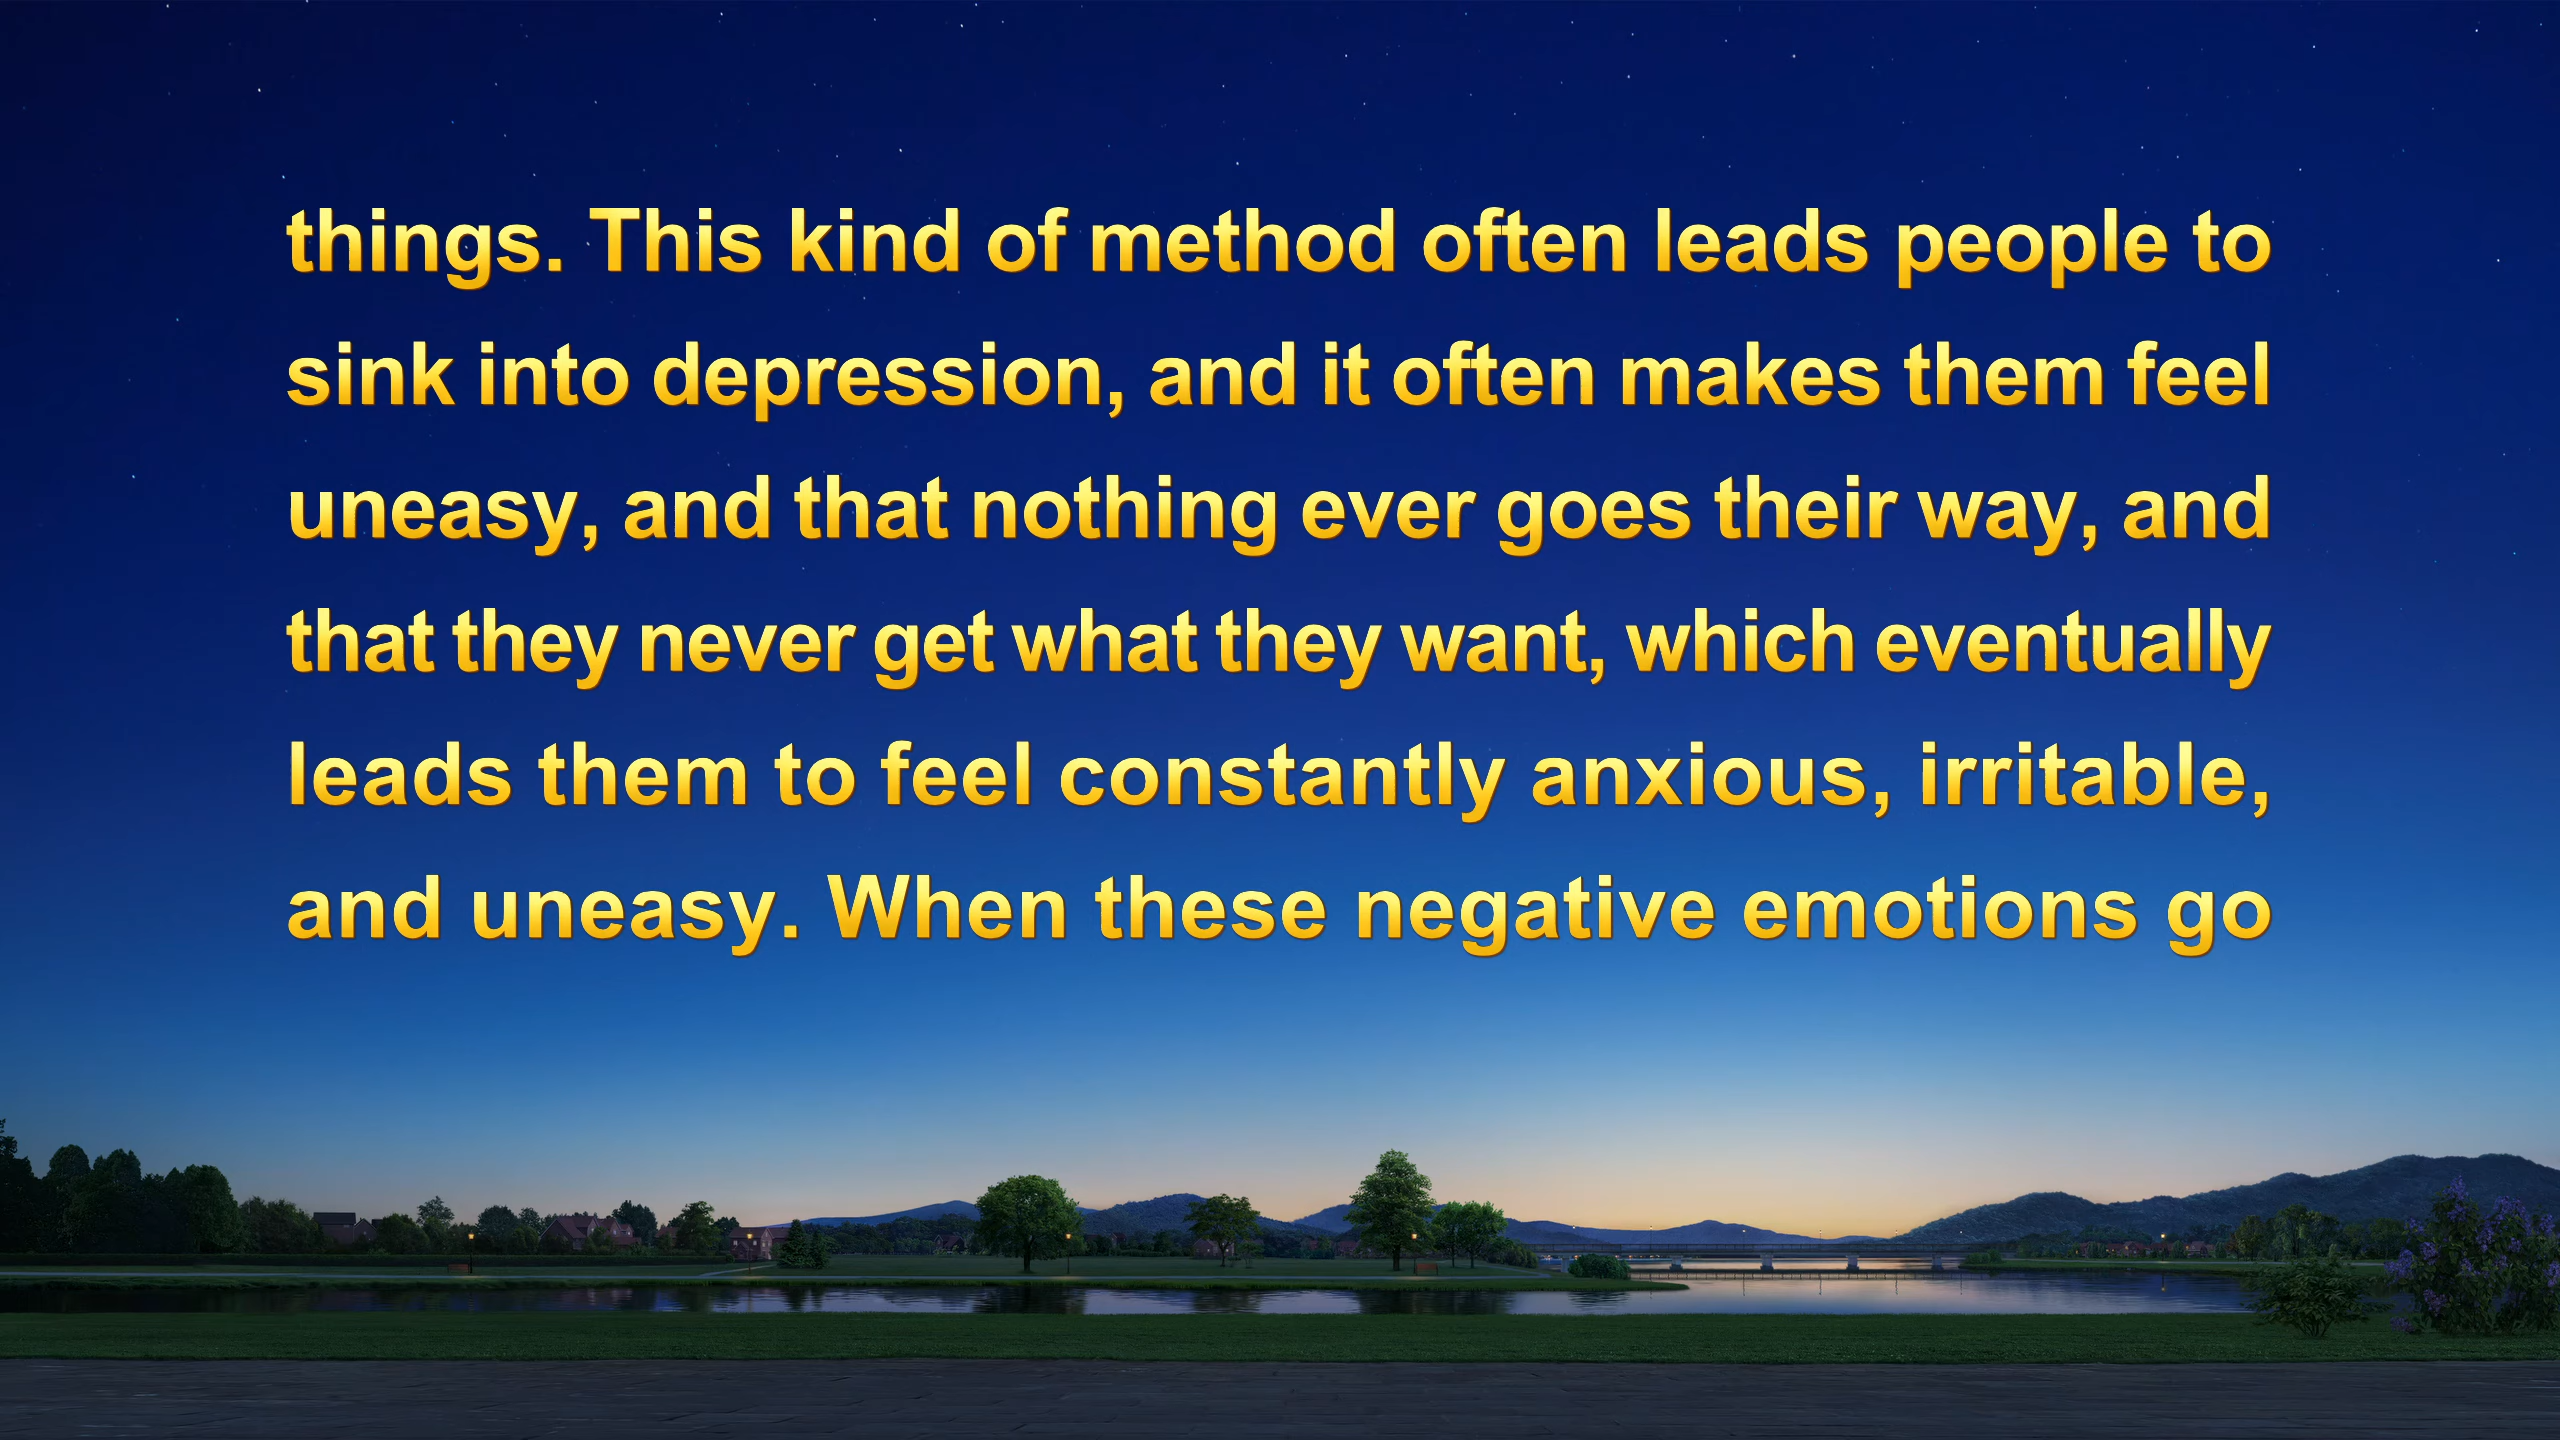 things. This kind of method often leads people to
sink into depression, and it often makes them feel
uneasy, and that nothing ever goes their way, and
that they never get what they want, which eventually
leads them to feel constantly anxious, irritable,
and uneasy. When these negative emotions go